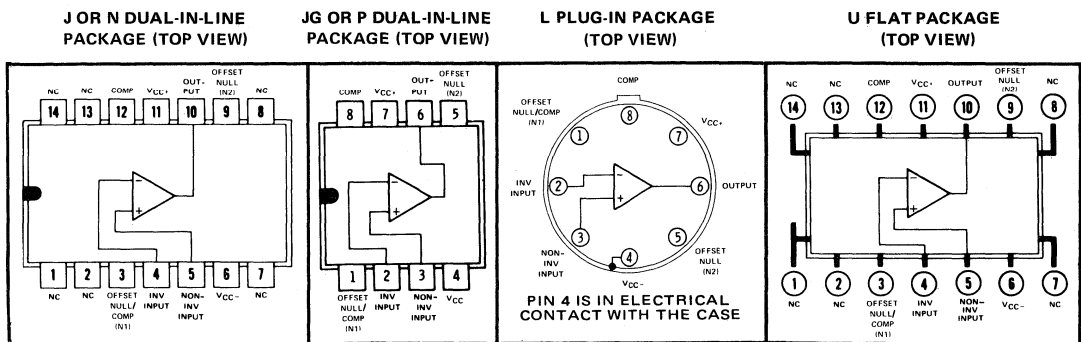 J OR N DUAL-IN-LINE
PACKAGE (TOP VIEW)
NC
NC
COMP
VCC+
OUT-
PUT
OFFSET
NULL
(N2)
NC
14
13
12
11
10
9
8
-
+
1
2
3
4
5
6
7
NC
NC
OFFSET
NULL/
COMP
(N1)
INV
INPUT
NON-
INV
INPUT
VCC-
NC
JG OR P DUAL-IN-LINE
PACKAGE (TOP VIEW)
COMP
VCC+
OUT-
PUT
OFFSET
NULL
(N2)
8
7
6
5
-
+
1
2
3
4
OFFSET
NULL/
COMP
(N1)
INV
INPUT
NON-
INV
INPUT
VCC
L PLUG-IN PACKAGE
(TOP VIEW)
COMP
OFFSET
NULL/COMP
(N1)
8
1
7
VCC+
INV
INPUT
2
-
+
6
OUTPUT
3
5
4
NON-
INV
INPUT
OFFSET
NULL
(N2)
VCC-
PIN 4 IS IN ELECTRICAL
CONTACT WITH THE CASE
U FLAT PACKAGE
(TOP VIEW)
NC
NC
COMP
VCC+
OUTPUT
OFFSET
NULL
(N2)
NC
14
13
12
11
10
9
8
-
+
1
2
3
4
5
6
7
NC
NC
OFFSET
NULL/
COMP
(N1)
INV
INPUT
NON-
INV
INPUT
VCC-
NC